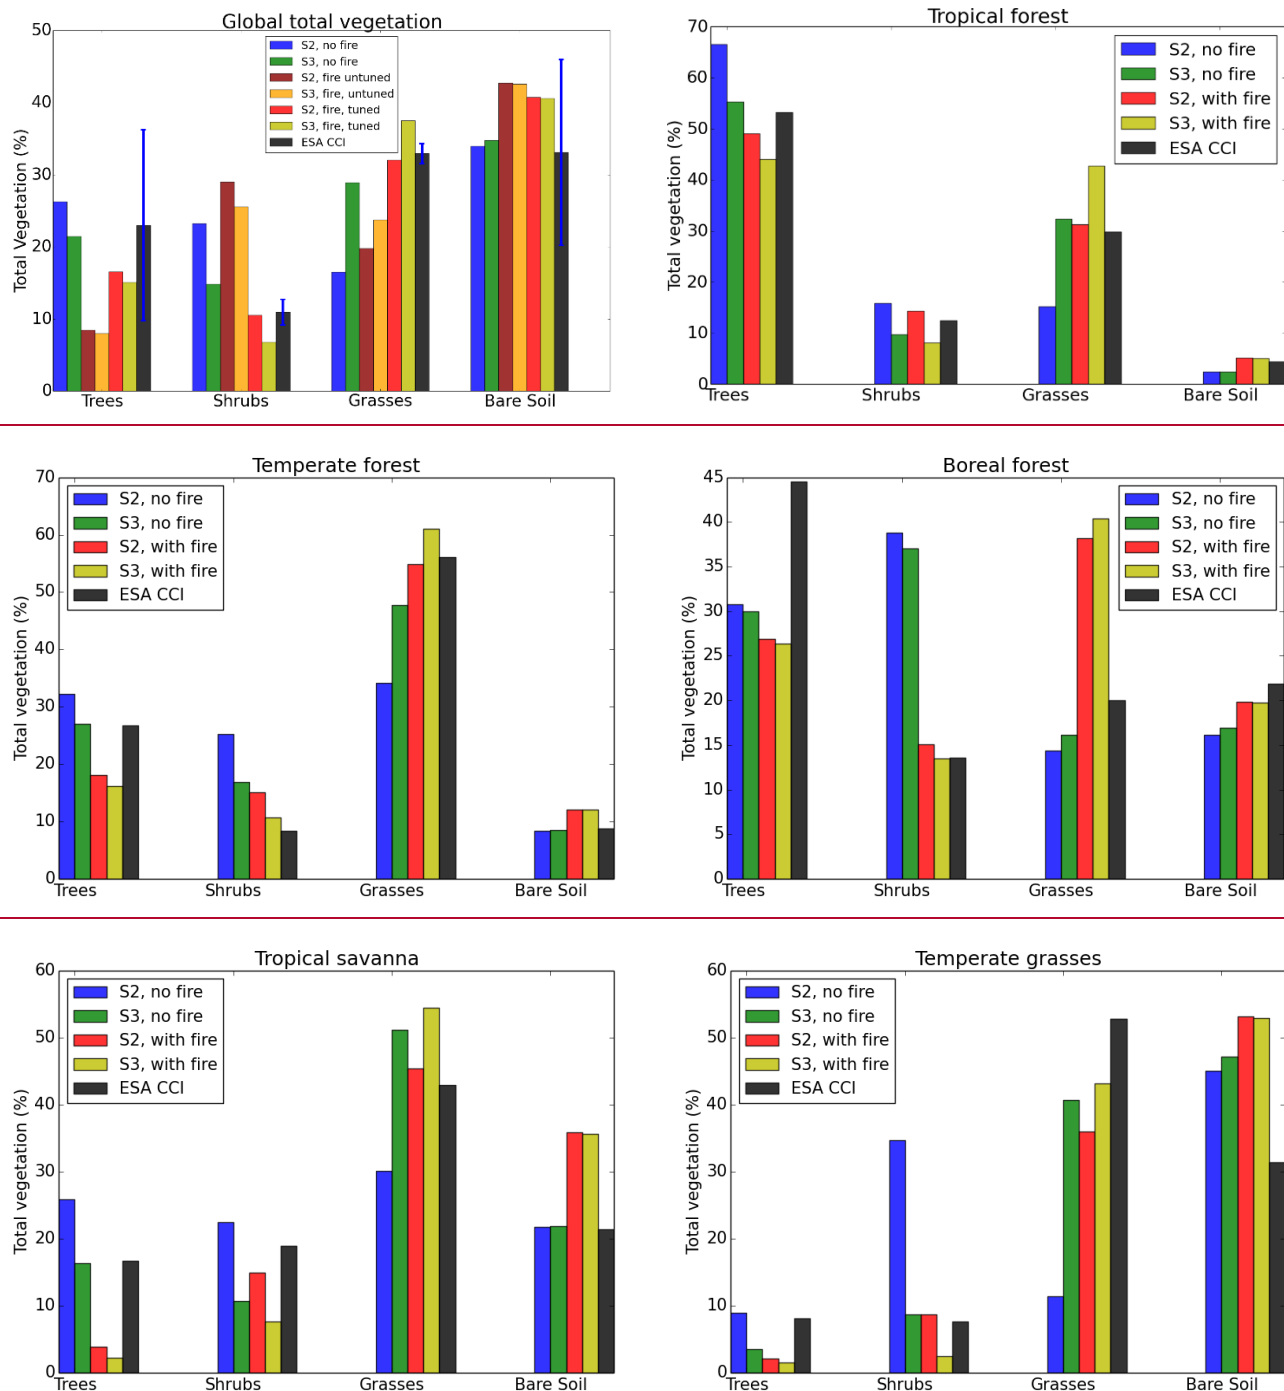 Global total vegetation
Total Vegetation (%)
50
40
30
20
10
0
S2, no fire
S3, no fire
S2, fire untuned
S3, fire, untuned
S2, fire, tuned
S3, fire, tuned
ESA CCI
Trees Shrubs Grasses Bare Soil
Tropical forest
Total vegetation (%)
70
60
50
40
30
20
10
0
S2, no fire
S3, no fire
S2, with fire
S3, with fire
ESA CCI
Trees Shrubs Grasses Bare Soil
Temperate forest
Total vegetation (%)
70
60
50
40
30
20
10
0
S2, no fire
S3, no fire
S2, with fire
S3, with fire
ESA CCI
Trees Shrubs Grasses Bare Soil
Boreal forest
Total vegetation (%)
45
40
35
30
25
20
15
10
5
0
S2, no fire
S3, no fire
S2, with fire
S3, with fire
ESA CCI
Trees Shrubs Grasses Bare Soil
Tropical savanna
Total vegetation (%)
60
50
40
30
20
10
0
S2, no fire
S3, no fire
S2, with fire
S3, with fire
ESA CCI
Trees Shrubs Grasses Bare Soil
Temperate grasses
Total vegetation (%)
60
50
40
30
20
10
0
S2, no fire
S3, no fire
S2, with fire
S3, with fire
ESA CCI
Trees Shrubs Grasses Bare Soil